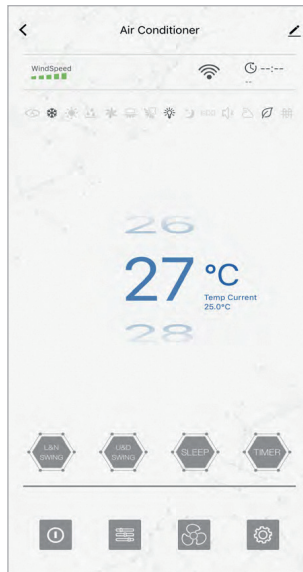 Air Conditioner
WindSpeed
--:--
--
26
27 °C
Temp Current
25.0°C
28
SWING
SWING
SLEEP
TIMER